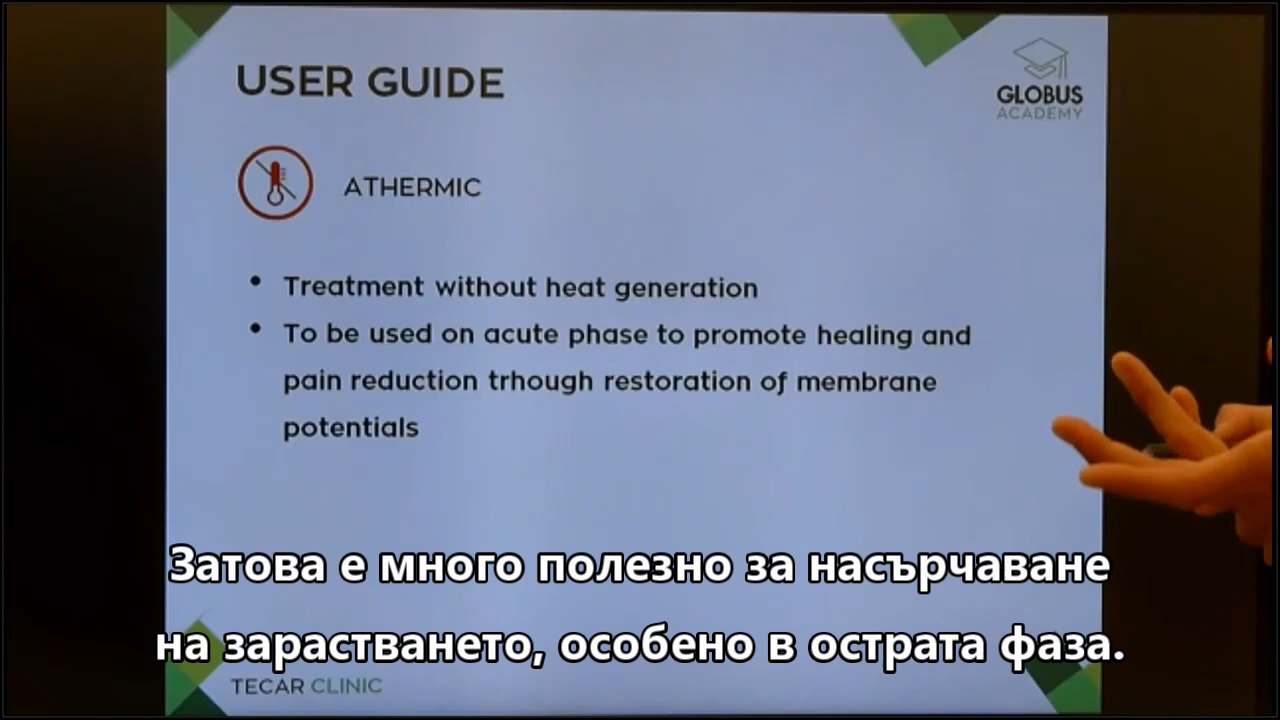 USER GUIDE
GLOBUS
ACADEMY
ATHERMIC
• Treatment without heat generation
• To be used on acute phase to promote healing and
pain reduction trhough restoration of membrane
potentials
Затова е много полезно за насърчаване
на зарастването, особено в острата фаза.
TECAR CLINIC